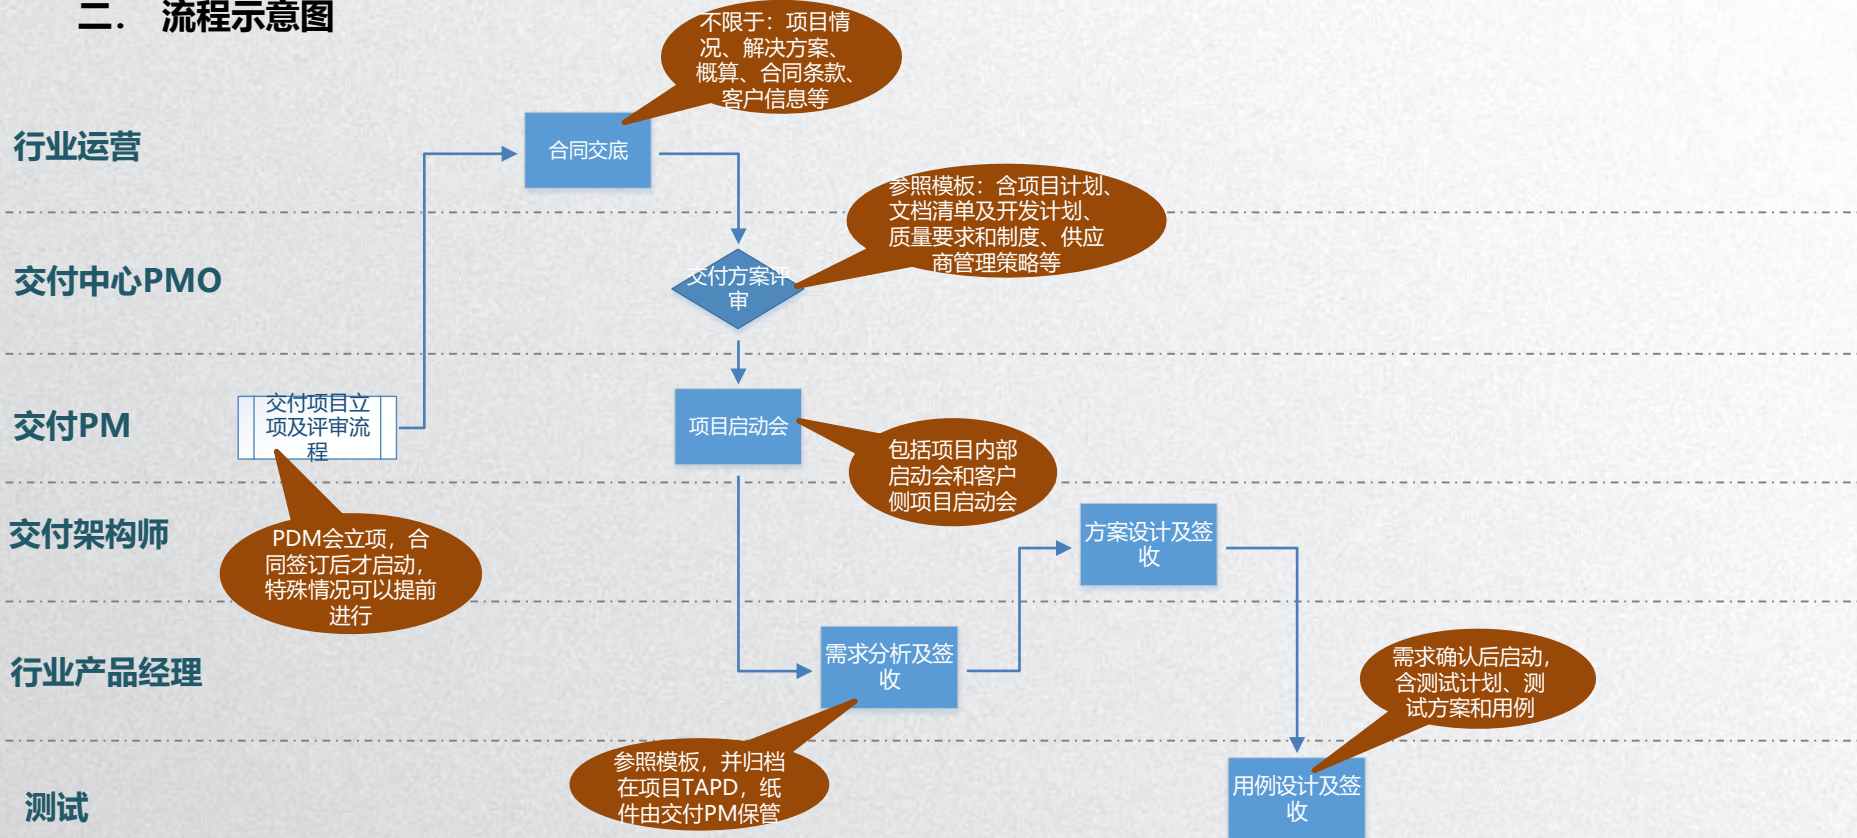 二. 流程示意图
不限于：项目情
况、解决方案、
概算、合同条款、
客户信息等
行业运营
合同交底
参照模板：含项目计划、
文档清单及开发计划、
质量要求和制度、供应
商管理策略等
交付中心PMO
交付方案评
审
交付PM
交付项目立
项及评审流
程
项目启动会
包括项目内部
启动会和客户
侧项目启动会
交付架构师
PDM会立项，合
同签订后才启动，
特殊情况可以提前
进行
方案设计及签
收
行业产品经理
需求分析及签
收
需求确认后启动，
含测试计划、测
试方案和用例
参照模板，并归档
在项目TAPD，纸
件由交付PM保管
测试
用例设计及签
收